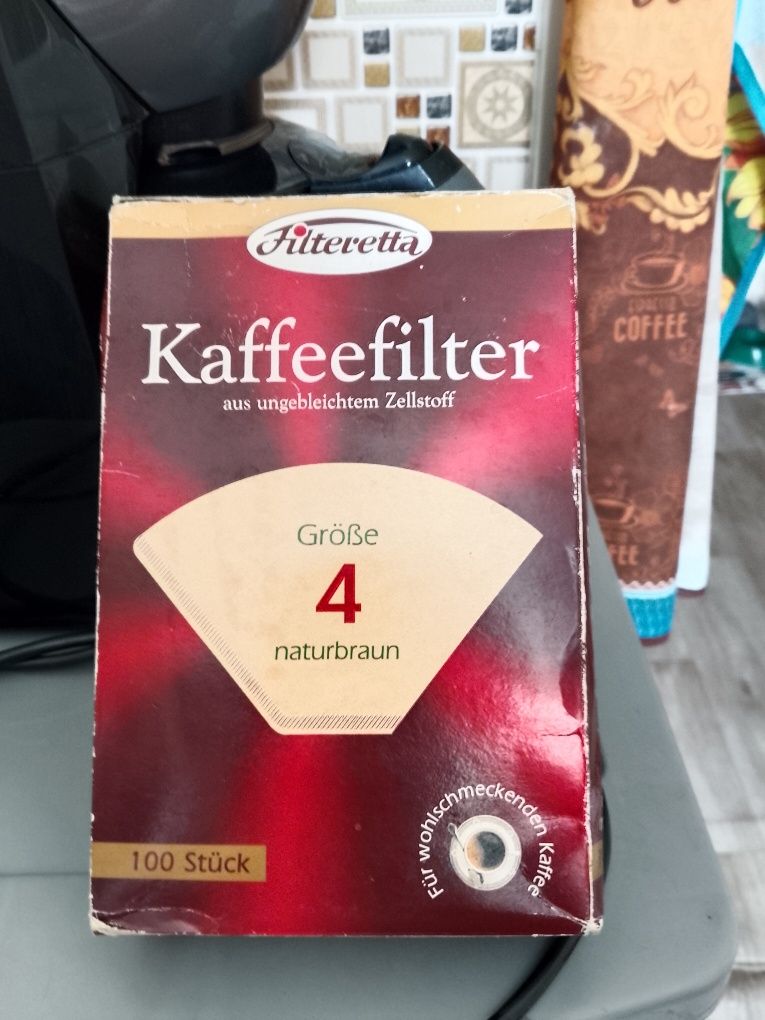 Filteretta
Kaffeefilter
aus ungebleichtem Zellstoff
Größe
4
naturbraun
100 Stück
Für wohlschmeckenden Kaffee
COFFEE